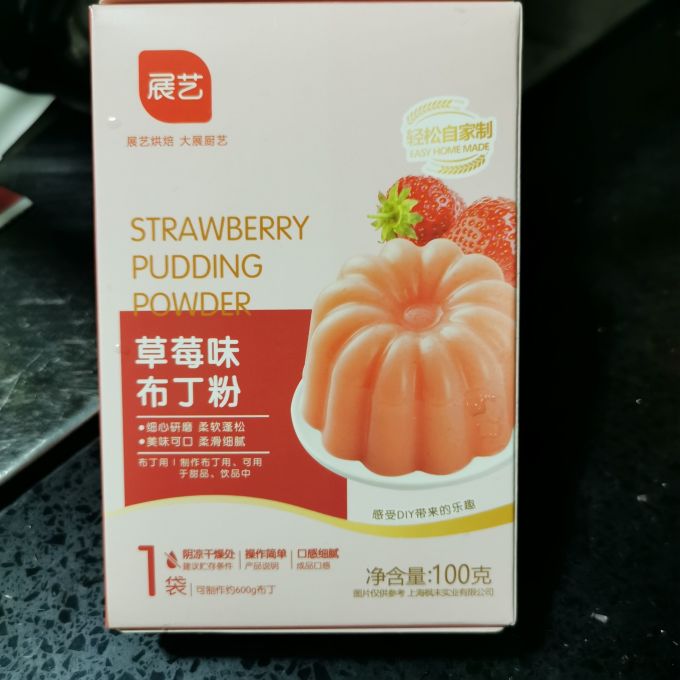 展艺
展艺烘焙 大展厨艺
轻松自家制
EASY HOME MADE
STRAWBERRY
PUDDING
POWDER
草莓味
布丁粉
•细心研磨 柔软蓬松
•美味可口 柔滑细腻
布丁用|制作布丁用、可用
于甜品、饮品中
感受DIY带来的乐趣
1袋
阴凉干燥处 操作简单 口感细腻
建议贮存条件 产品说明 成品口感
可制作约600g布丁
净含量:100克
图片仅供参考 上海枫未实业有限公司